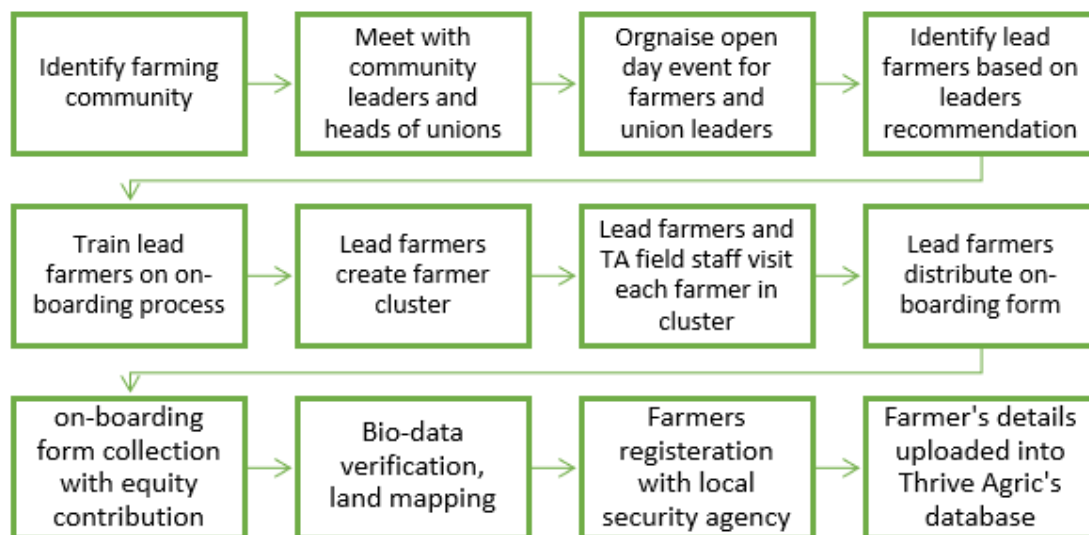 Identify farming
community
Meet with
community
leaders and
heads of unions
Orgnaise open
day event for
farmers and
union leaders
Identify lead
farmers based on
leaders
recommendation
Train lead
farmers on on-
boarding process
Lead farmers
create farmer
cluster
Lead farmers and
TA field staff visit
each farmer in
cluster
Lead farmers
distribute on-
boarding form
on-boarding
form collection
with equity
contribution
Bio-data
verification,
land mapping
Farmers
registeration
with local
security agency
Farmer's details
uploaded into
Thrive Agric's
database